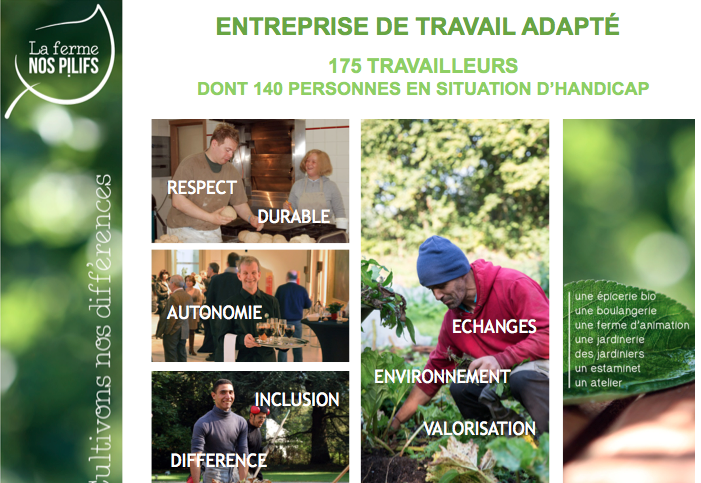 La ferme
NOS PiLIFS
Cultivons nos différences
ENTREPRISE DE TRAVAIL ADAPTÉ
175 TRAVAILLEURS
DONT 140 PERSONNES EN SITUATION D'HANDICAP
RESPECT
DURABLE
AUTONOMIE
INCLUSION
DIFFERENCE
ECHANGES
ENVIRONNEMENT
VALORISATION
une épicerie bio
une boulangerie
une ferme d'animation
une jardinerie
des jardiniers
un estaminet
un atelier